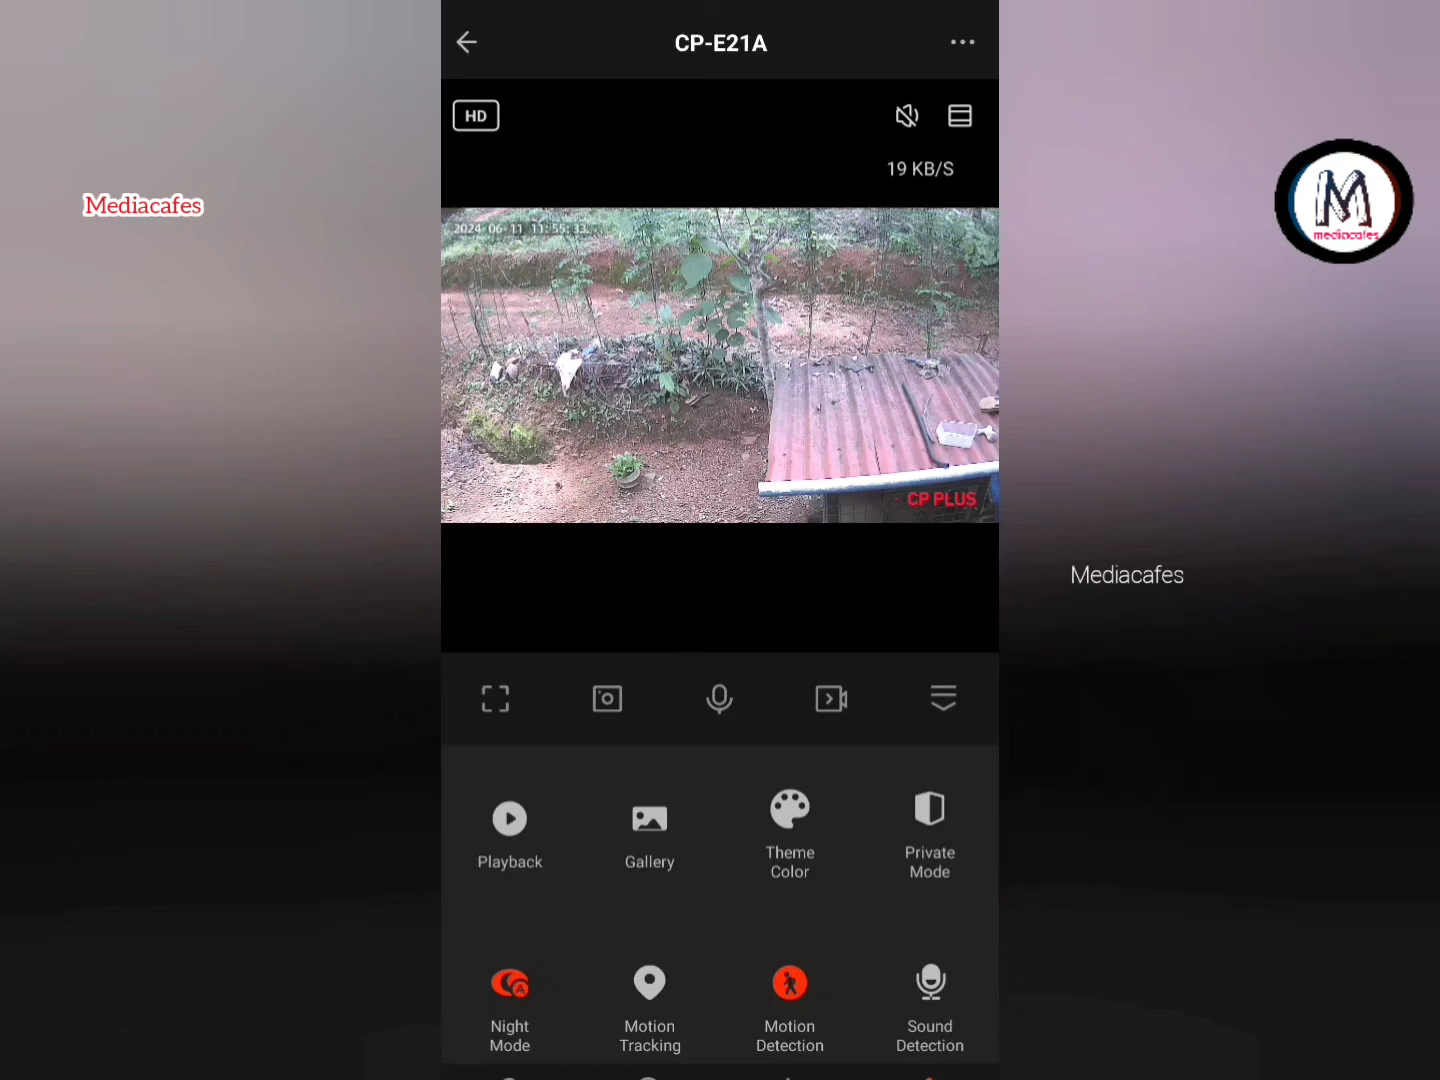 CP-E21A
HD
19 KB/S
Mediacafes
mediacafes
2024-06-11 11:55:33
CP PLUS
Mediacafes
Playback
Gallery
Theme
Color
Private
Mode
Night
Mode
Motion
Tracking
Motion
Detection
Sound
Detection